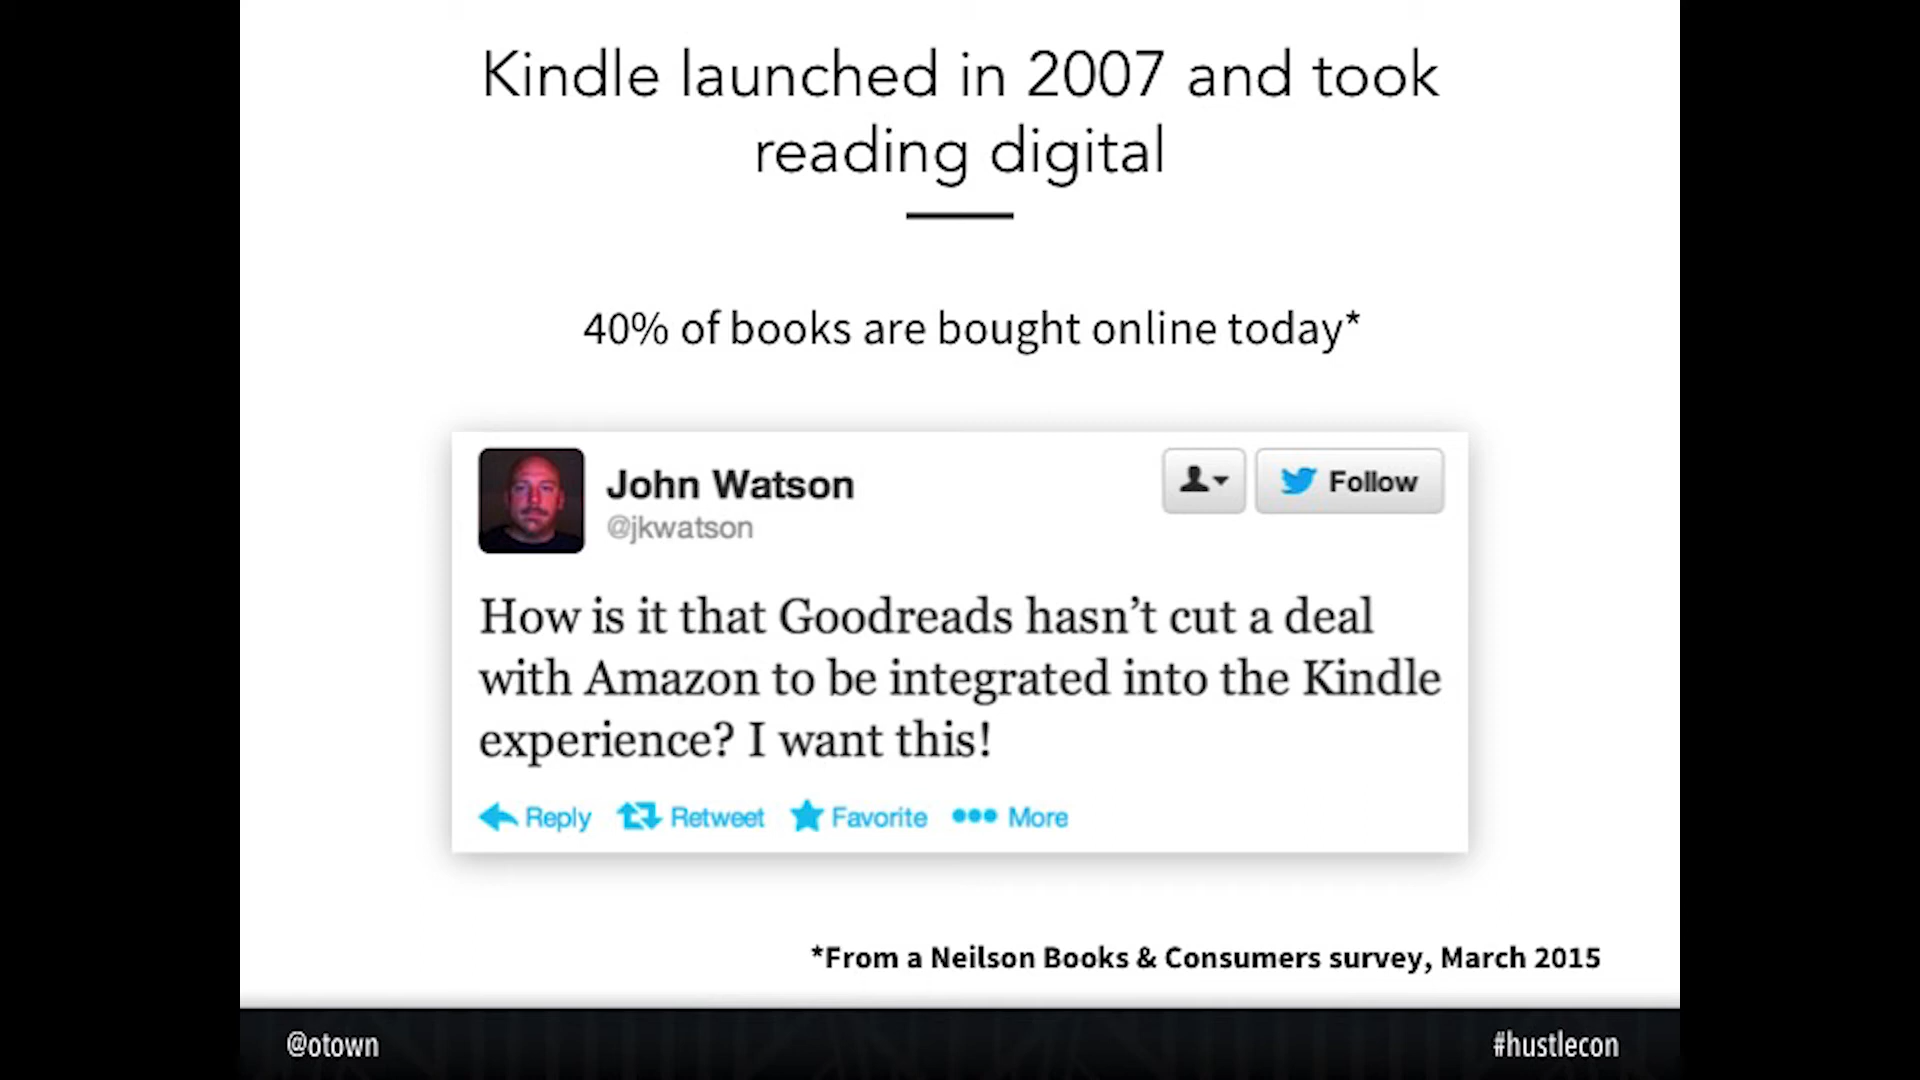 Kindle launched in 2007 and took
reading digital
40% of books are bought online today*
John Watson
@jkwatson
Follow
How is it that Goodreads hasn’t cut a deal
with Amazon to be integrated into the Kindle
experience? I want this!
Reply Retweet Favorite More
*From a Neilson Books & Consumers survey, March 2015
@otown
#hustlecon